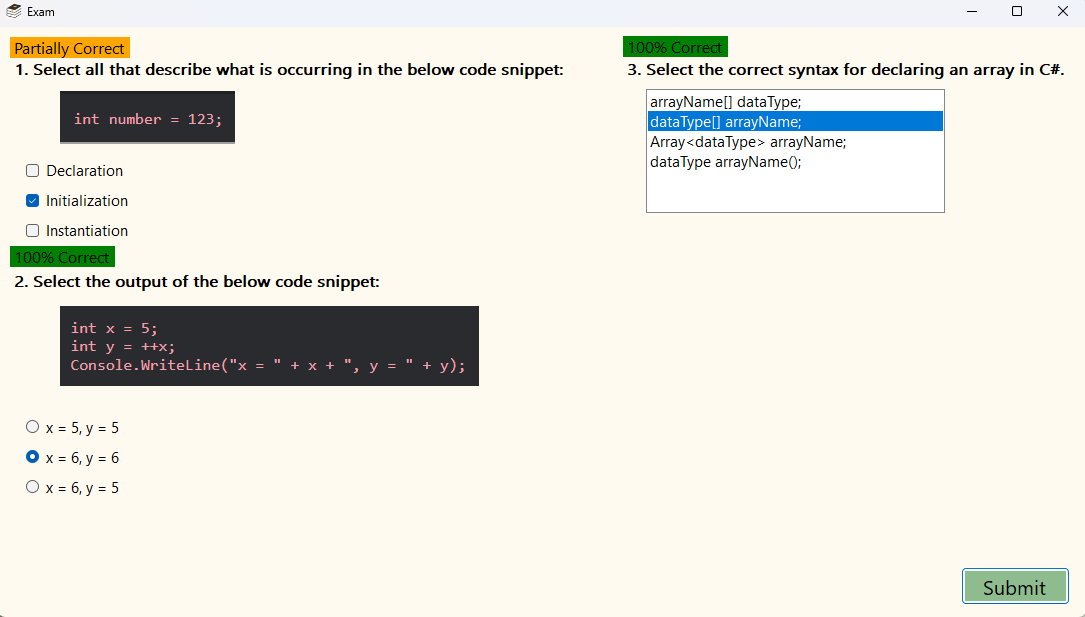 Exam
Partially Correct
1. Select all that describe what is occurring in the below code snippet:
int number = 123;
Declaration
Initialization
Instantiation
100% Correct
2. Select the output of the below code snippet:
int x = 5;
int y = ++x;
Console.WriteLine("x = " + x + ", y = " + y);
x = 5, y = 5
x = 6, y = 6
x = 6, y = 5
100% Correct
3. Select the correct syntax for declaring an array in C#.
arrayName[] dataType;
dataType[] arrayName;
Array<dataType> arrayName;
dataType arrayName();
Submit